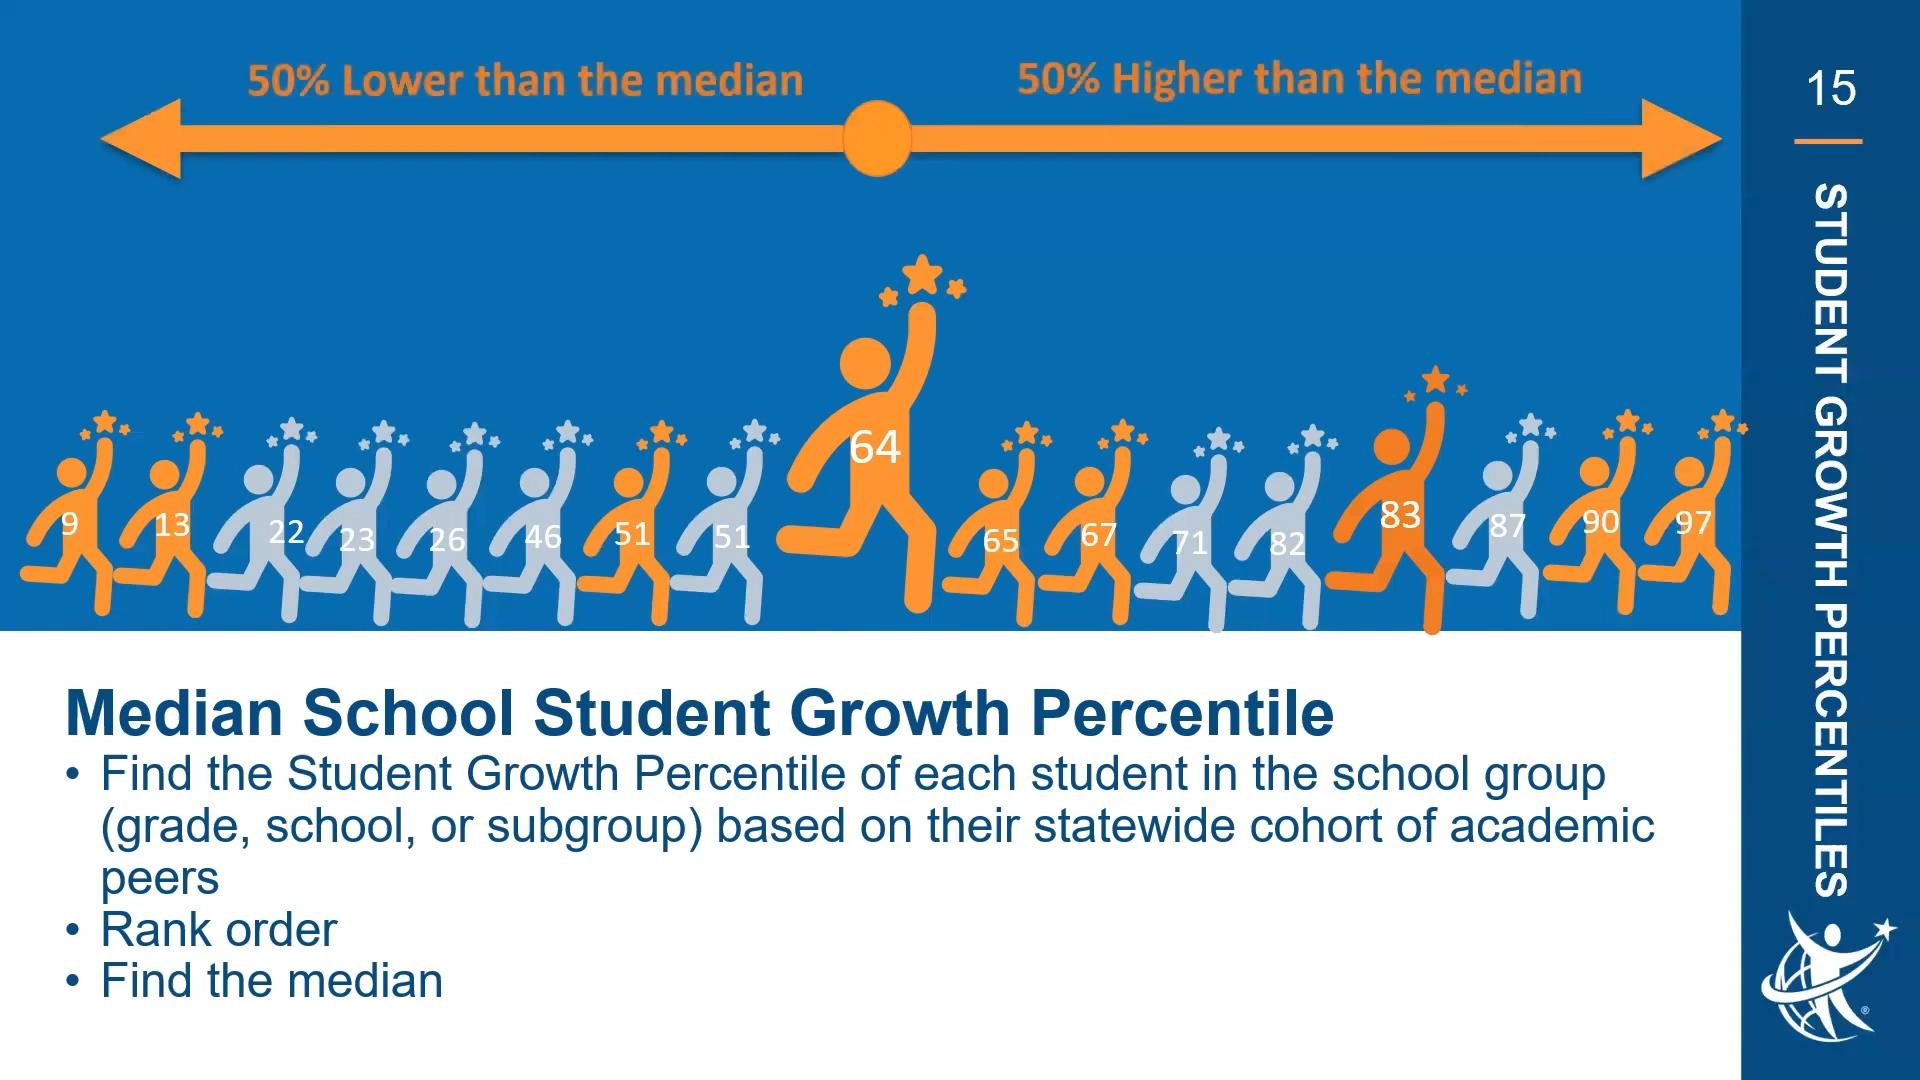 50% Lower than the median
50% Higher than the median
9 13 22 23 26 46 51 51 64 65 67 71 82 83 87 90 97
Median School Student Growth Percentile
• Find the Student Growth Percentile of each student in the school group
(grade, school, or subgroup) based on their statewide cohort of academic
peers
• Rank order
• Find the median
15
STUDENT GROWTH PERCENTILES
®